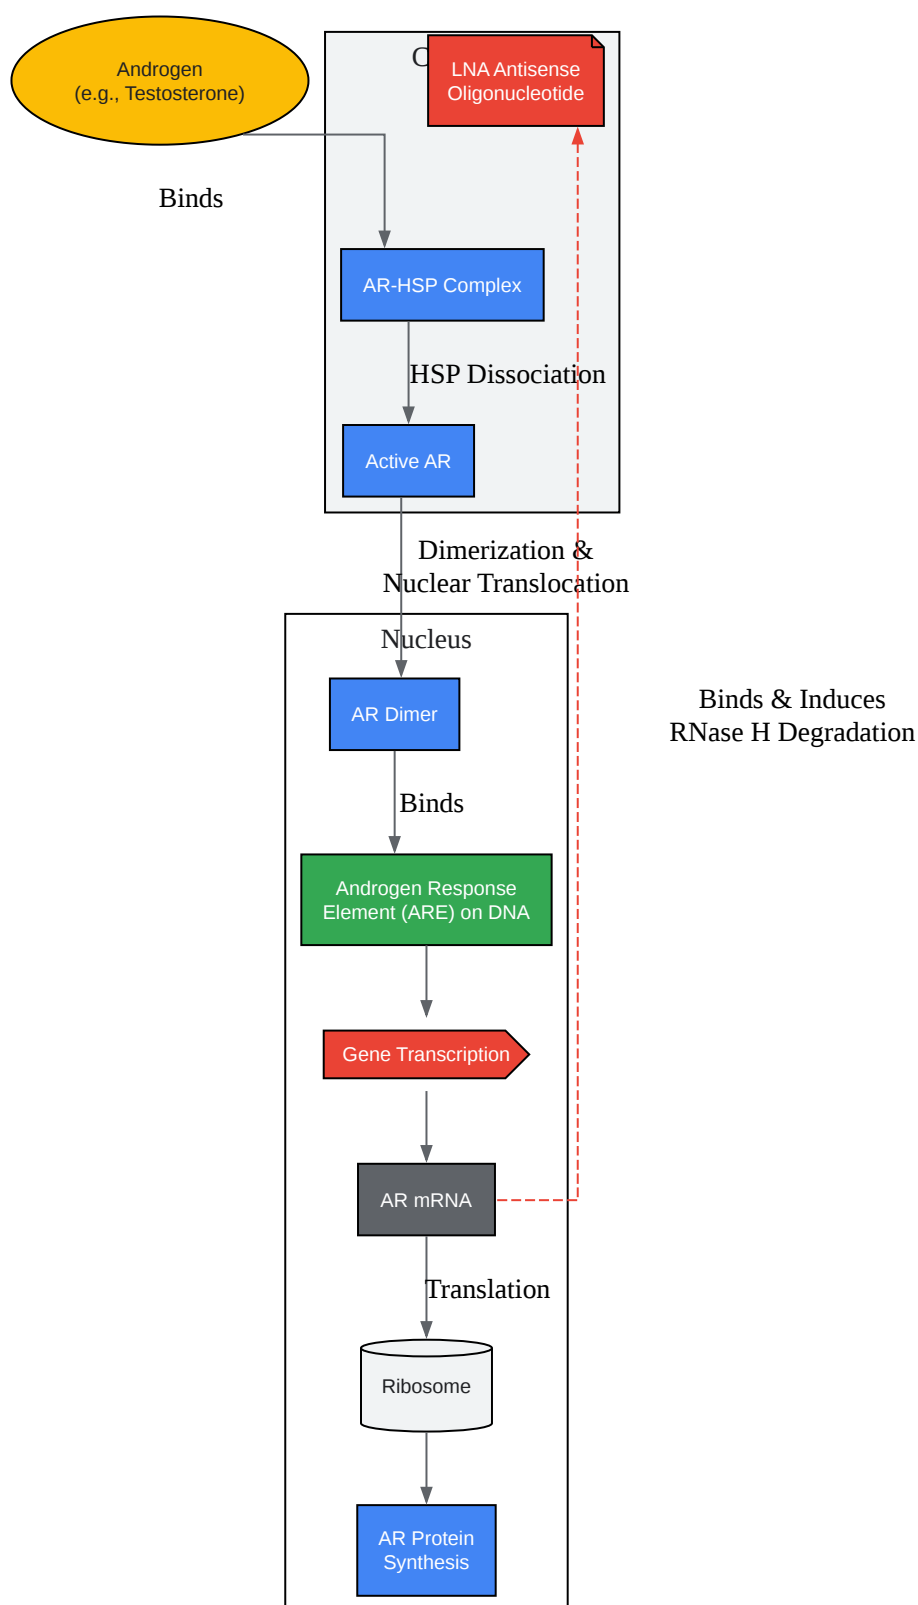 Androgen
(e.g., Testosterone)
LNA Antisense
Oligonucleotide
Binds
AR-HSP Complex
HSP Dissociation
Active AR
Dimerization &
Nuclear Translocation
Nucleus
AR Dimer
Binds & Induces
RNase H Degradation
Binds
Androgen Response
Element (ARE) on DNA
Gene Transcription
AR mRNA
Translation
Ribosome
AR Protein
Synthesis